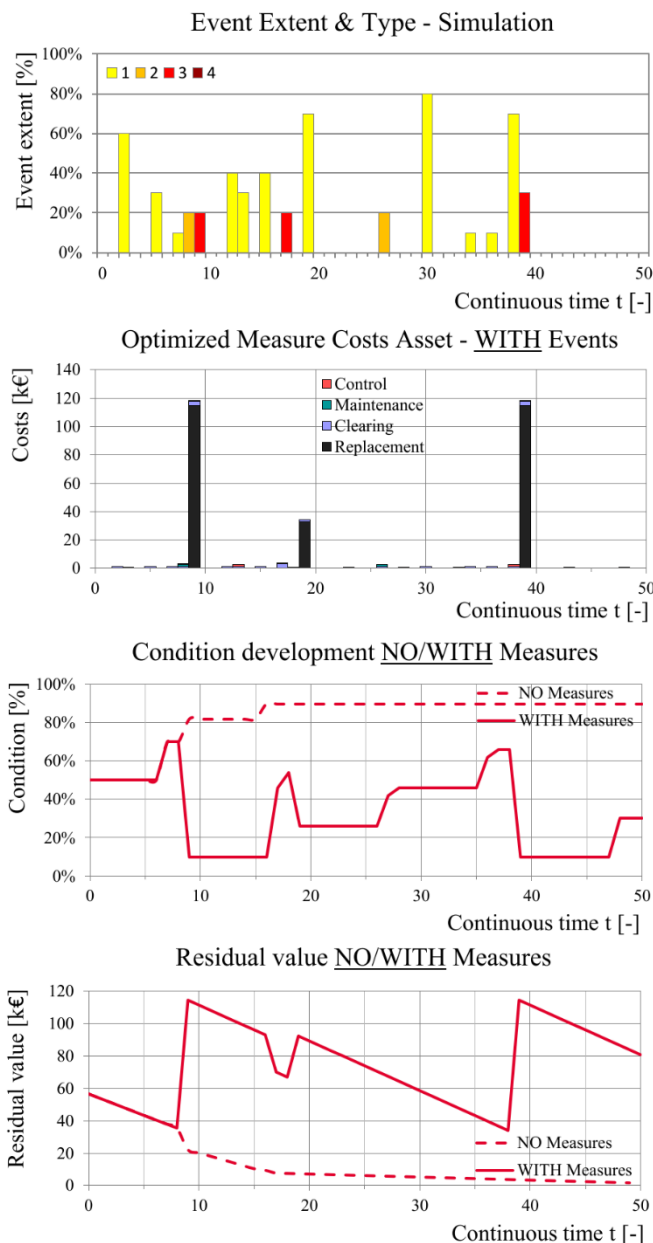 Event Extent & Type - Simulation
Event extent [%]
100%
80%
60%
40%
20%
0%
1 2 3 4
0 10 20 30 40 50
Continuous time t [-]
Optimized Measure Costs Asset - WITH Events
Costs [k€]
140
120
100
80
60
40
20
0
Control
Maintenance
Clearing
Replacement
0 10 20 30 40 50
Continuous time t [-]
Condition development NO/WITH Measures
Condition [%]
100%
80%
60%
40%
20%
0%
NO Measures
WITH Measures
0 10 20 30 40 50
Continuous time t [-]
Residual value NO/WITH Measures
Residual value [k€]
120
100
80
60
40
20
0
NO Measures
WITH Measures
0 10 20 30 40 50
Continuous time t [-]